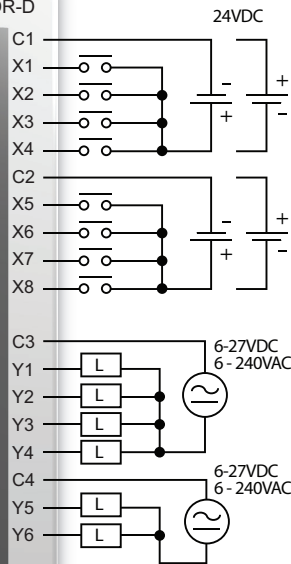 OR-D
24VDC
C1
X1
X2
X3
X4
- +
+ -
C2
X5
X6
X7
X8
- +
+ -
C3
6-27VDC
6 - 240VAC
Y1
L
Y2
L
Y3
L
Y4
L
C4
6-27VDC
6 - 240VAC
Y5
L
Y6
L